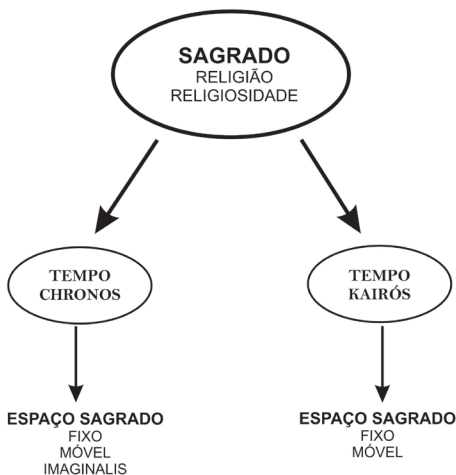 SAGRADO
RELIGIÃO
RELIGIOSIDADE
TEMPO
CHRONOS
TEMPO
KAIRÓS
ESPAÇO SAGRADO
FIXO
MÓVEL
IMAGINALIS
ESPAÇO SAGRADO
FIXO
MÓVEL